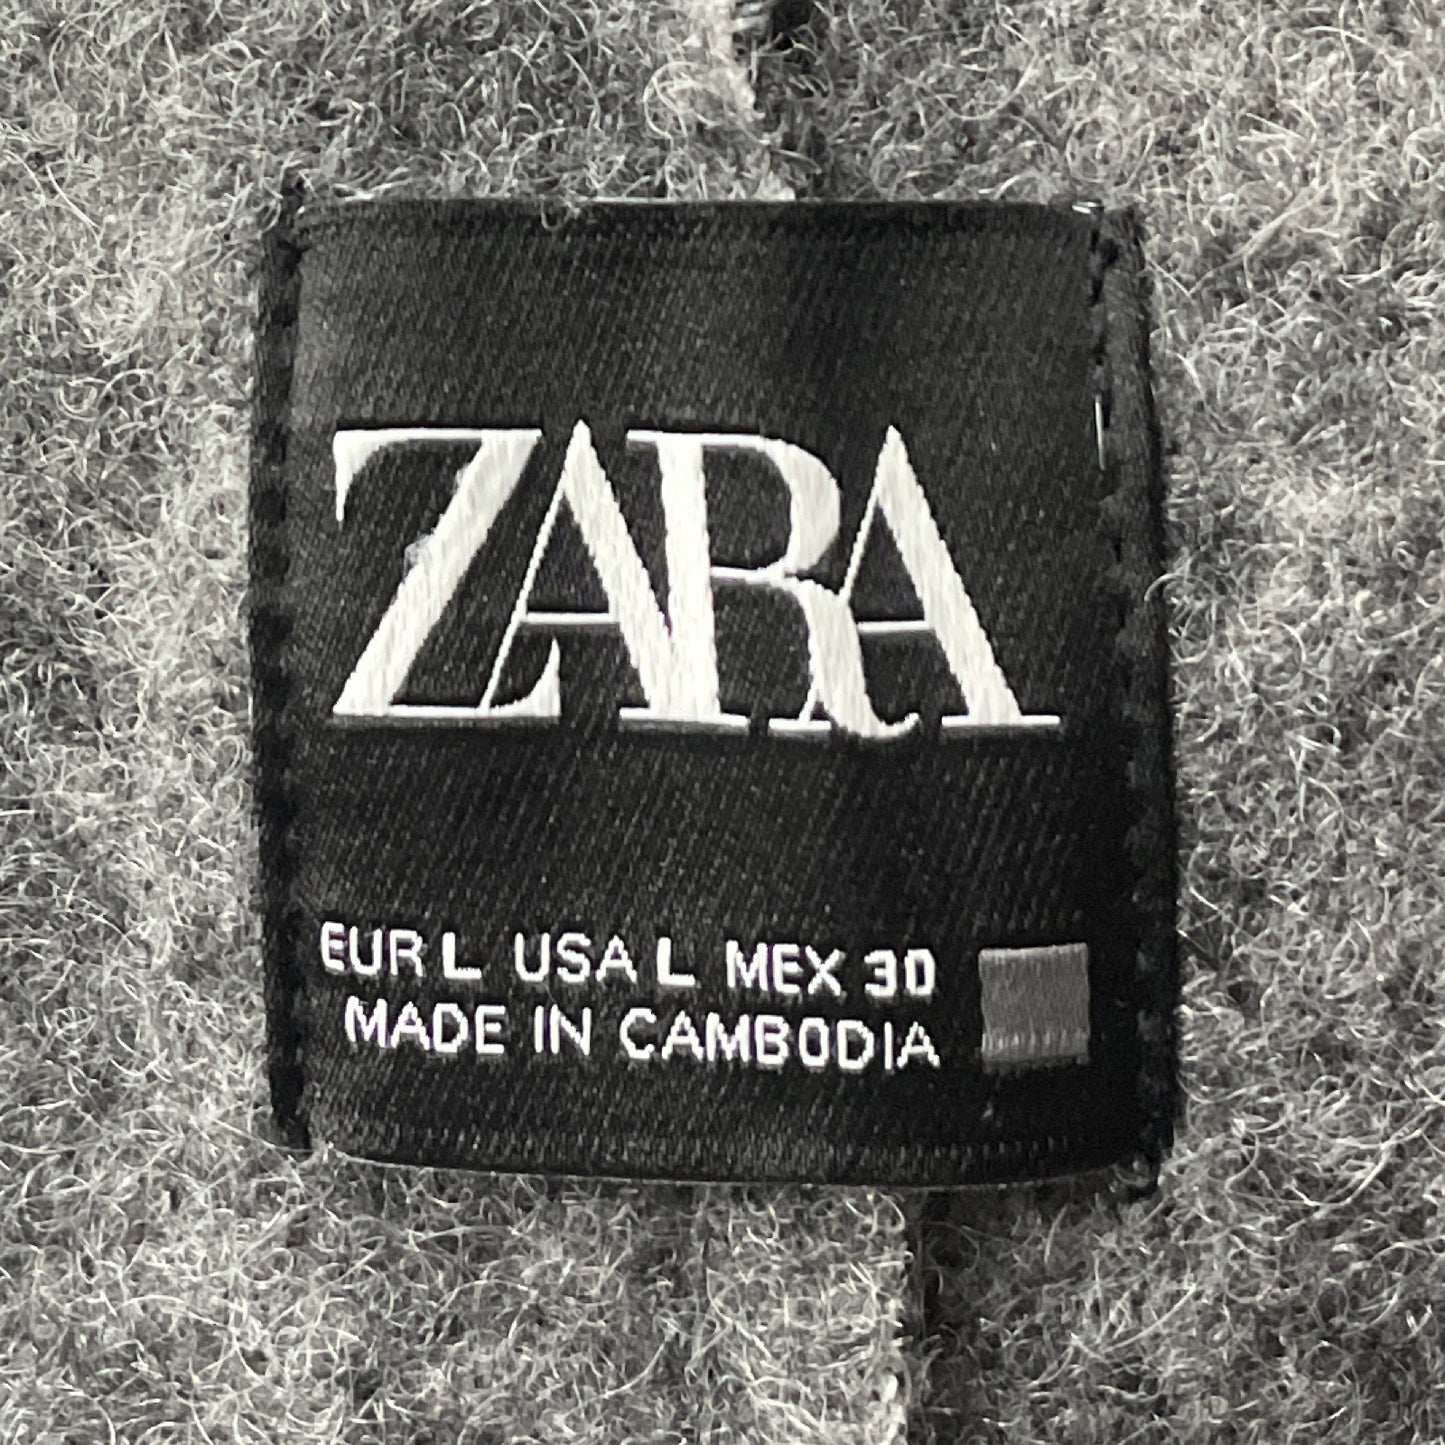 ZARA
EUR L USA L MEX 30
MADE IN CAMBODIA